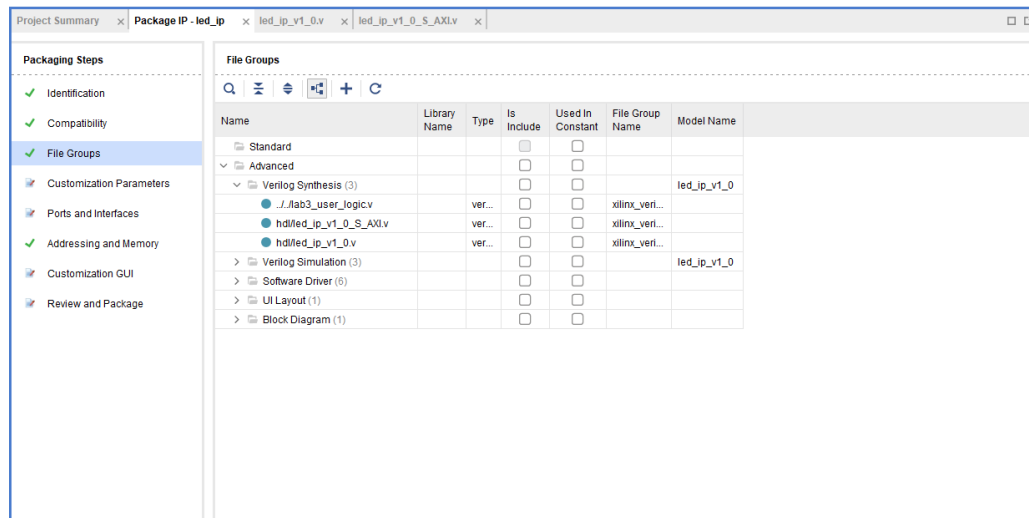 Project Summary × Package IP - led_ip × led_ip_v1_0.v × led_ip_v1_0_S_AXI.v ×
Packaging Steps
Identification
Compatibility
File Groups
Customization Parameters
Ports and Interfaces
Addressing and Memory
Customization GUI
Review and Package
File Groups
Name Library Name Type Is Include Used In Constant File Group Name Model Name
Standard
Advanced
Verilog Synthesis (3) led_ip_v1_0
../../lab3_user_logic.v ver... xilinx_veri...
hdl/led_ip_v1_0_S_AXI.v ver... xilinx_veri...
hdl/led_ip_v1_0.v ver... xilinx_veri...
Verilog Simulation (3) led_ip_v1_0
Software Driver (6)
UI Layout (1)
Block Diagram (1)